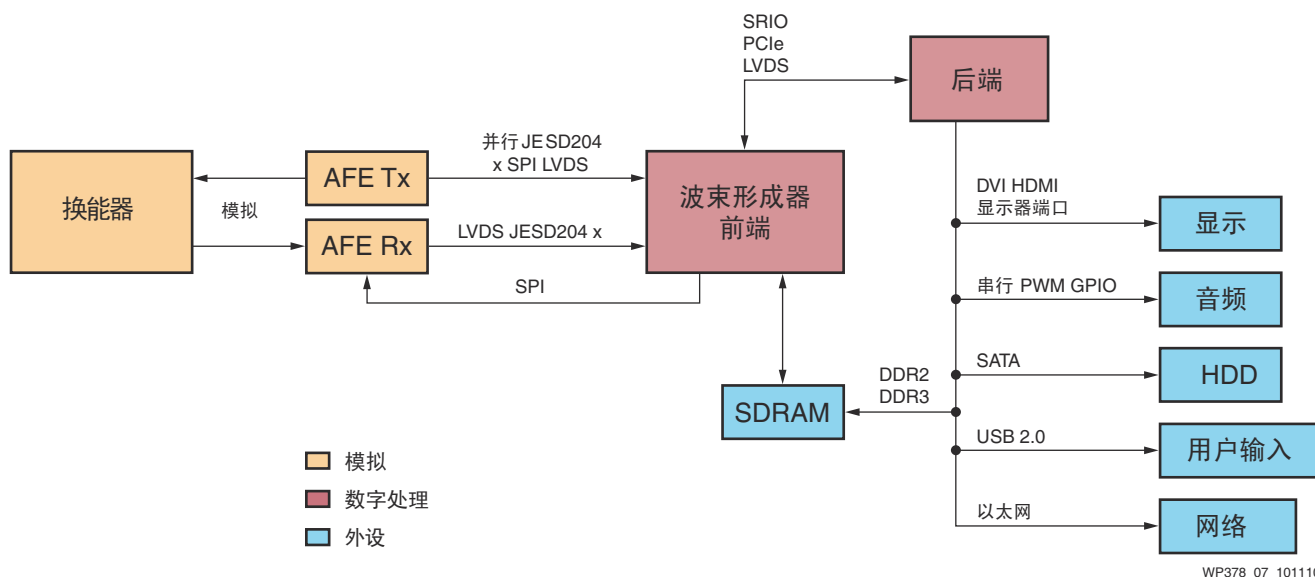 SRIO
PCIe
LVDS
后端
并行 JESD204
x SPI LVDS
换能器
AFE Tx
模拟
AFE Rx
LVDS JESD204 x
SPI
波束形成器
前端
DVI HDMI
显示器端口
显示
串行 PWM GPIO
音频
SATA
HDD
DDR2
DDR3
SDRAM
USB 2.0
用户输入
以太网
网络
模拟
数字处理
外设
WP378_07_101110